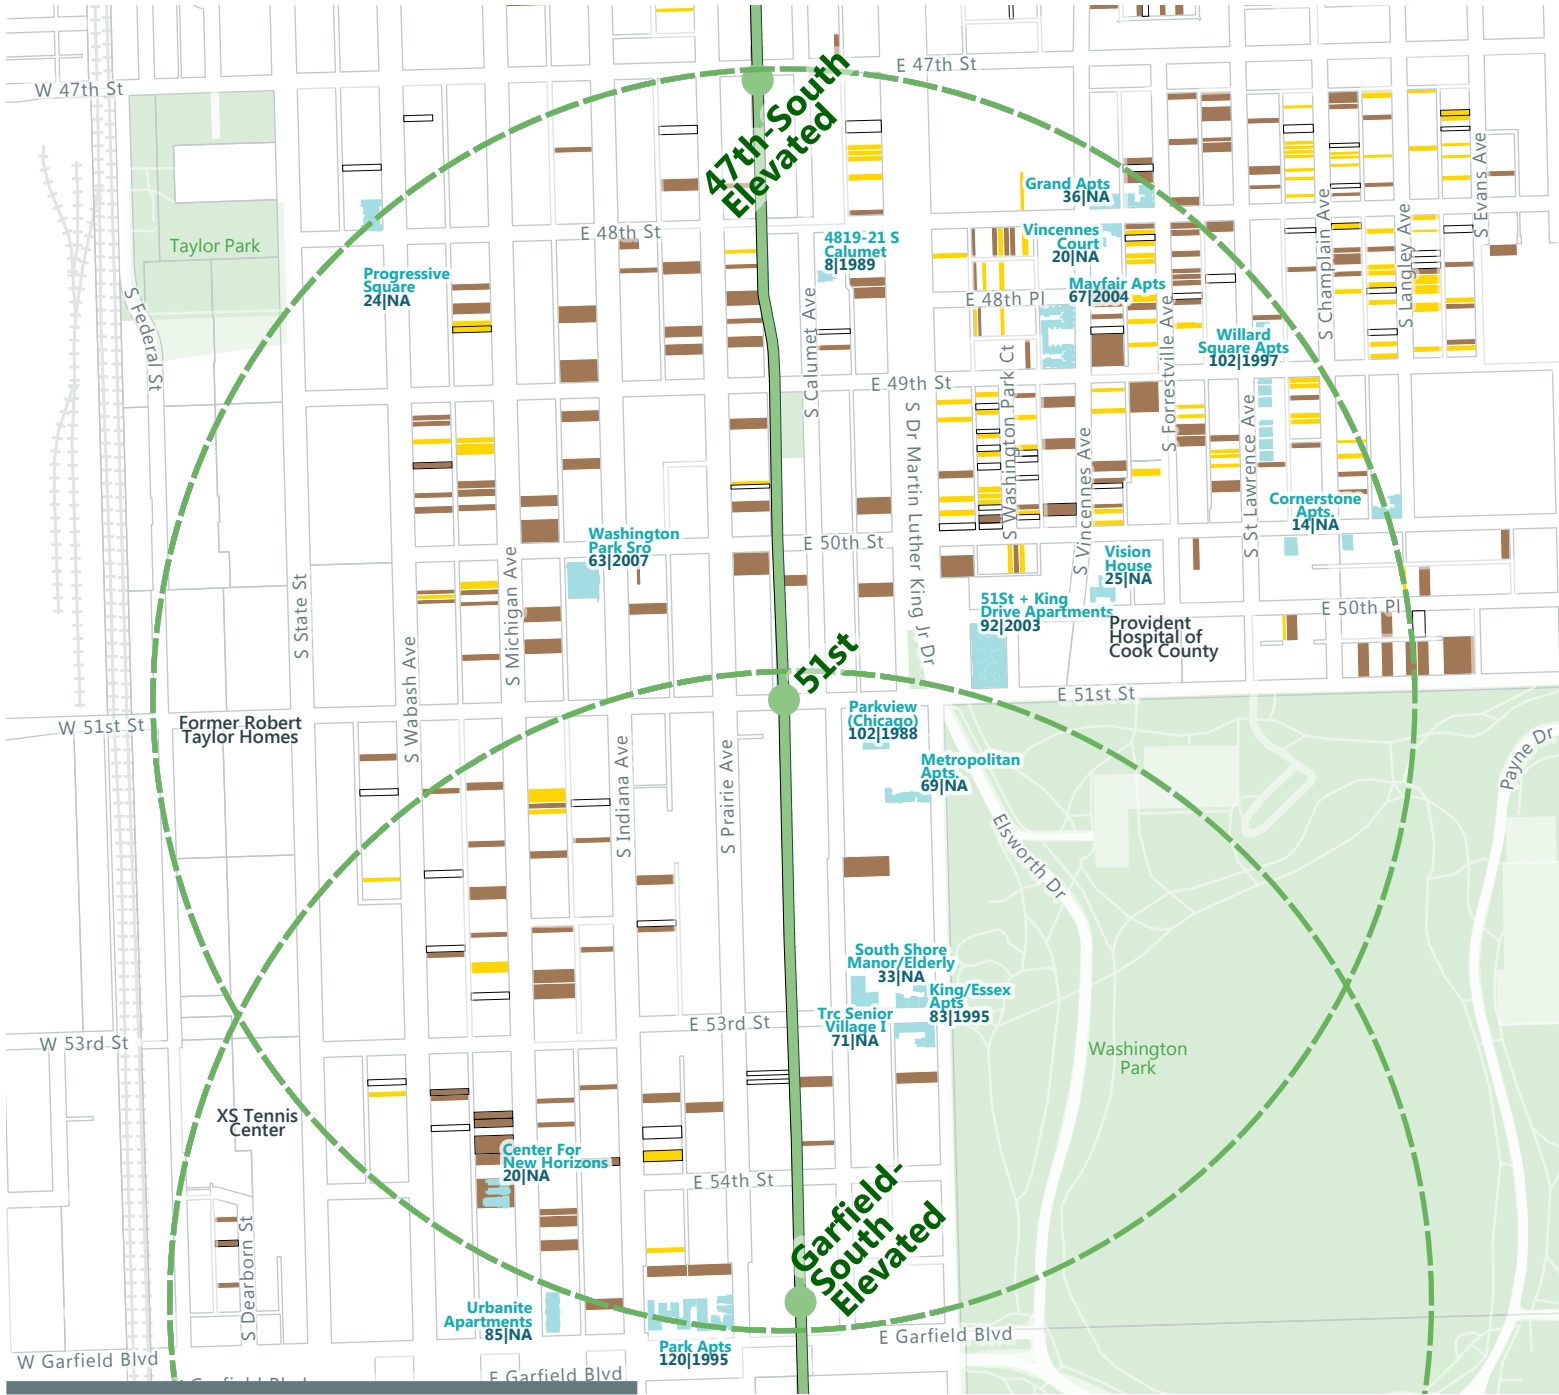 W 47th St
E 47th St
47th-South
Elevated
Taylor Park
Grand Apts
36|NA
S Evans Ave
Vincennes
Court
20|NA
4819-21 S
Calumet
8|1989
E 48th St
Progressive
Square
24|NA
Mayfair Apts
67|2004
E 48th Pl
S Champlain Ave
S Langley Ave
S Federal St
S Calumet Ave
S Forrestville Ave
Willard
Square Apts
102|1997
E 49th St
S Washington Park Ct
S Dr Martin Luther King Jr Dr
S Vincennes Ave
S St Lawrence Ave
Cornerstone
Apts.
14|NA
Washington
Park Sro
63|2007
E 50th St
Vision
House
25|NA
S State St
S Michigan Ave
51St + King
Drive Apartments
92|2003
E 50th Pl
Provident
Hospital of
Cook County
S Wabash Ave
51st
E 51st St
W 51st St
Former Robert
Taylor Homes
Parkview
(Chicago)
102|1988
S Indiana Ave
S Prairie Ave
Metropolitan
Apts.
69|NA
Payne Dr
Elsworth Dr
South Shore
Manor/Elderly
33|NA
King/Essex
Apts
83|1995
Trc Senior
Village I
71|NA
E 53rd St
W 53rd St
Washington
Park
XS Tennis
Center
Center For
New Horizons
20|NA
E 54th St
Garfield-
South
Elevated
S Dearborn St
Urbanite
Apartments
85|NA
Park Apts
120|1995
E Garfield Blvd
W Garfield Blvd
E Garfield Blvd